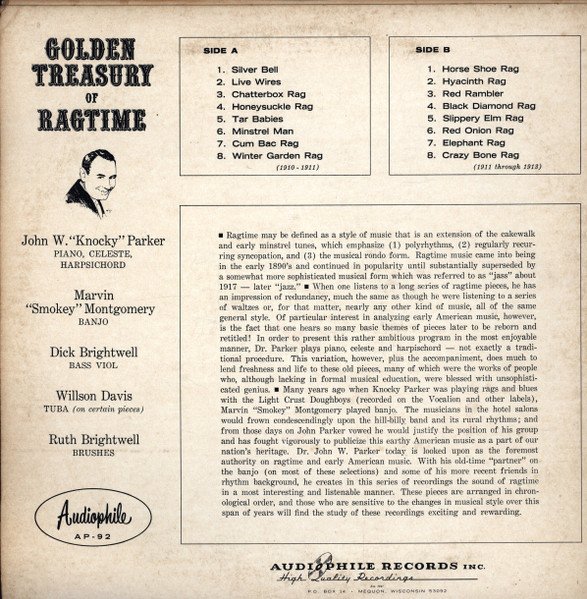 GOLDEN
TREASURY
OF
RAGTIME
John W. "Knocky" Parker
PIANO, CELESTE,
HARPSICHORD
Marvin
"Smokey" Montgomery
BANJO
Dick Brightwell
BASS VIOL
Willson Davis
TUBA (on certain pieces)
Ruth Brightwell
BRUSHES
Audiophile
AP-92
SIDE A
1. Silver Bell
2. Live Wires
3. Chatterbox Rag
4. Honeysuckle Rag
5. Tar Babies
6. Minstrel Man
7. Cum Bac Rag
8. Winter Garden Rag
(1910 - 1911)
SIDE B
1. Horse Shoe Rag
2. Hyacinth Rag
3. Red Rambler
4. Black Diamond Rag
5. Slippery Elm Rag
6. Red Onion Rag
7. Elephant Rag
8. Crazy Bone Rag
(1911 through 1913)
■ Ragtime may be defined as a style of music that is an extension of the cakewalk
and early minstrel tunes, which emphasize (1) polyrhythms, (2) regularly recur-
ring syncopation, and (3) the musical rondo form. Ragtime music came into being
in the early 1890's and continued in popularity until substantially superseded by
a somewhat more sophisticated musical form which was referred to as "jass" about
1917 — later "jazz." ■ When one listens to a long series of ragtime pieces, he has
an impression of redundancy, much the same as though he were listening to a series
of waltzes or, for that matter, nearly any other kind of music, all of the same
general style. Of particular interest in analyzing early American music, however,
is the fact that one hears so many basic themes of pieces later to be reborn and
retitled! In order to present this rather ambitious program in the most enjoyable
manner, Dr. Parker plays piano, celeste and harpsichord — not exactly a tradi-
tional procedure. This variation, however, plus the accompaniment, does much to
lend freshness and life to these old pieces, many of which were the works of people
who, although lacking in formal musical education, were blessed with unsophisti-
cated genius. ■ Many years ago when Knocky Parker was playing rags and blues
with the Light Crust Doughboys (recorded on the Vocalion and other labels),
Marvin "Smokey" Montgomery played banjo. The musicians in the hotel salons
would frown condescendingly upon the hill-billy band and its rural rhythms; and
from those days on John Parker vowed he would justify the position of his group
and has fought vigorously to publicize this earthy American music as a part of our
nation's heritage. Dr. John W. Parker today is looked upon as the foremost
authority on ragtime and early American music. With his old-time "partner" on
the banjo (on most of these selections) and some of his more recent friends in
rhythm background, he creates in this series of recordings the sound of ragtime
in a most interesting and listenable manner. These pieces are arranged in chron-
ological order, and those who are sensitive to the changes in musical style over this
span of years will find the study of these recordings exciting and rewarding.
AUDIOPHILE RECORDS INC.
High Quality Recordings
P.O. BOX 14 - MEQUON, WISCONSIN 53092